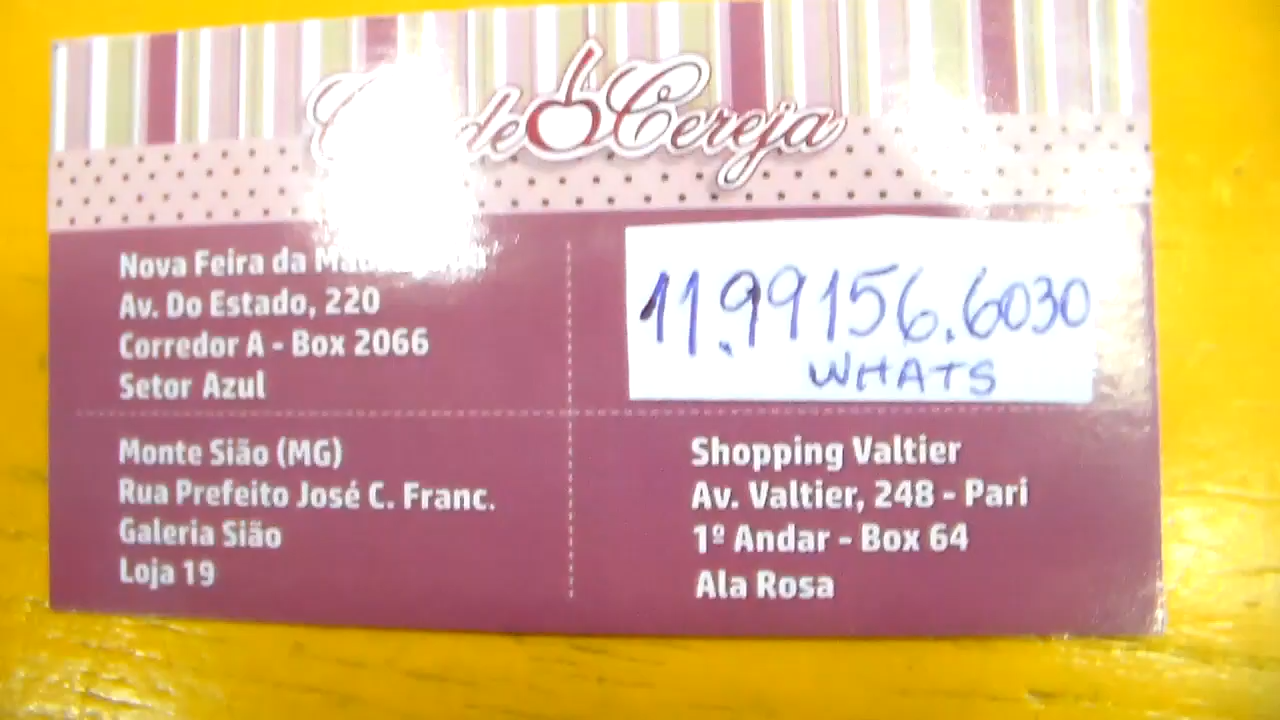 de Cereja
Nova Feira da
Av. Do Estado, 220
Corredor A - Box 2066
Setor Azul
11.99156.6030
WHATS
Monte Sião (MG)
Rua Prefeito José C. Franc.
Galeria Sião
Loja 19
Shopping Valtier
Av. Valtier, 248 - Pari
1º Andar - Box 64
Ala Rosa